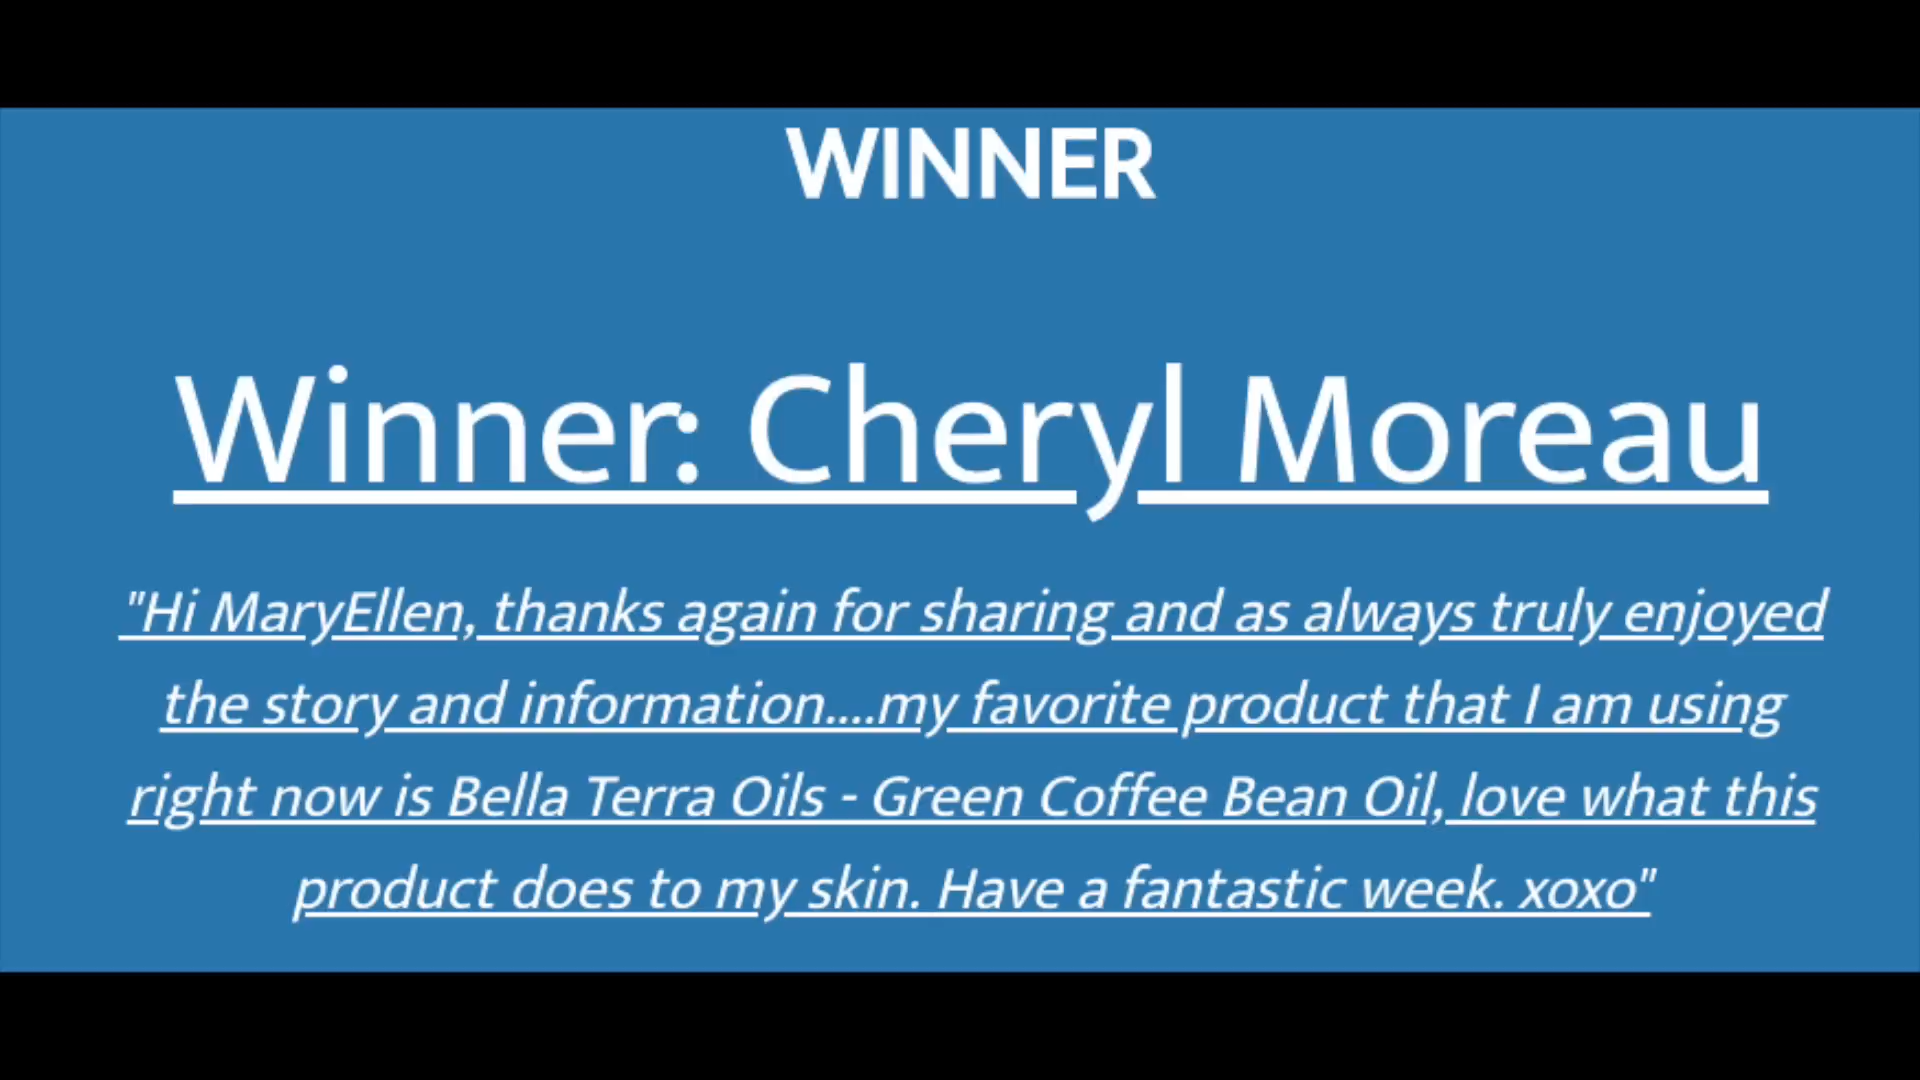 WINNER
Winner: Cheryl Moreau
"Hi MaryEllen, thanks again for sharing and as always truly enjoyed
the story and information....my favorite product that I am using
right now is Bella Terra Oils - Green Coffee Bean Oil, love what this
product does to my skin. Have a fantastic week. xoxo"